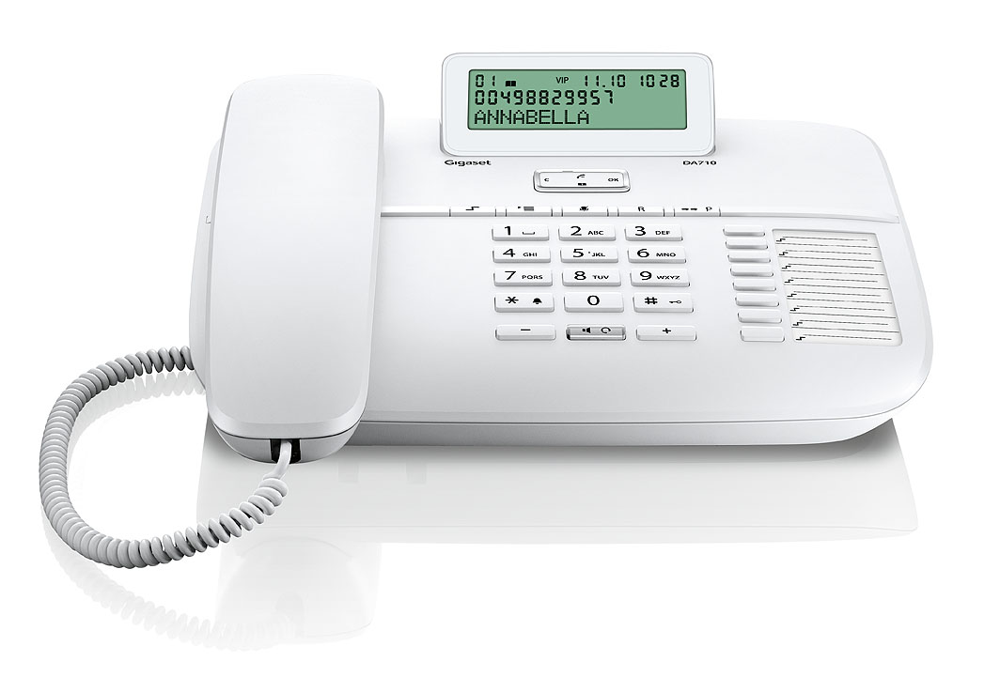 01 VIP 11.10 10 28
00498829957
ANNABELLA
Gigaset DA710
C OK
R P
1 2 ABC 3 DEF
4 GHI 5 JKL 6 MNO
7 PQRS 8 TUV 9 WXYZ
* 0 #
− +